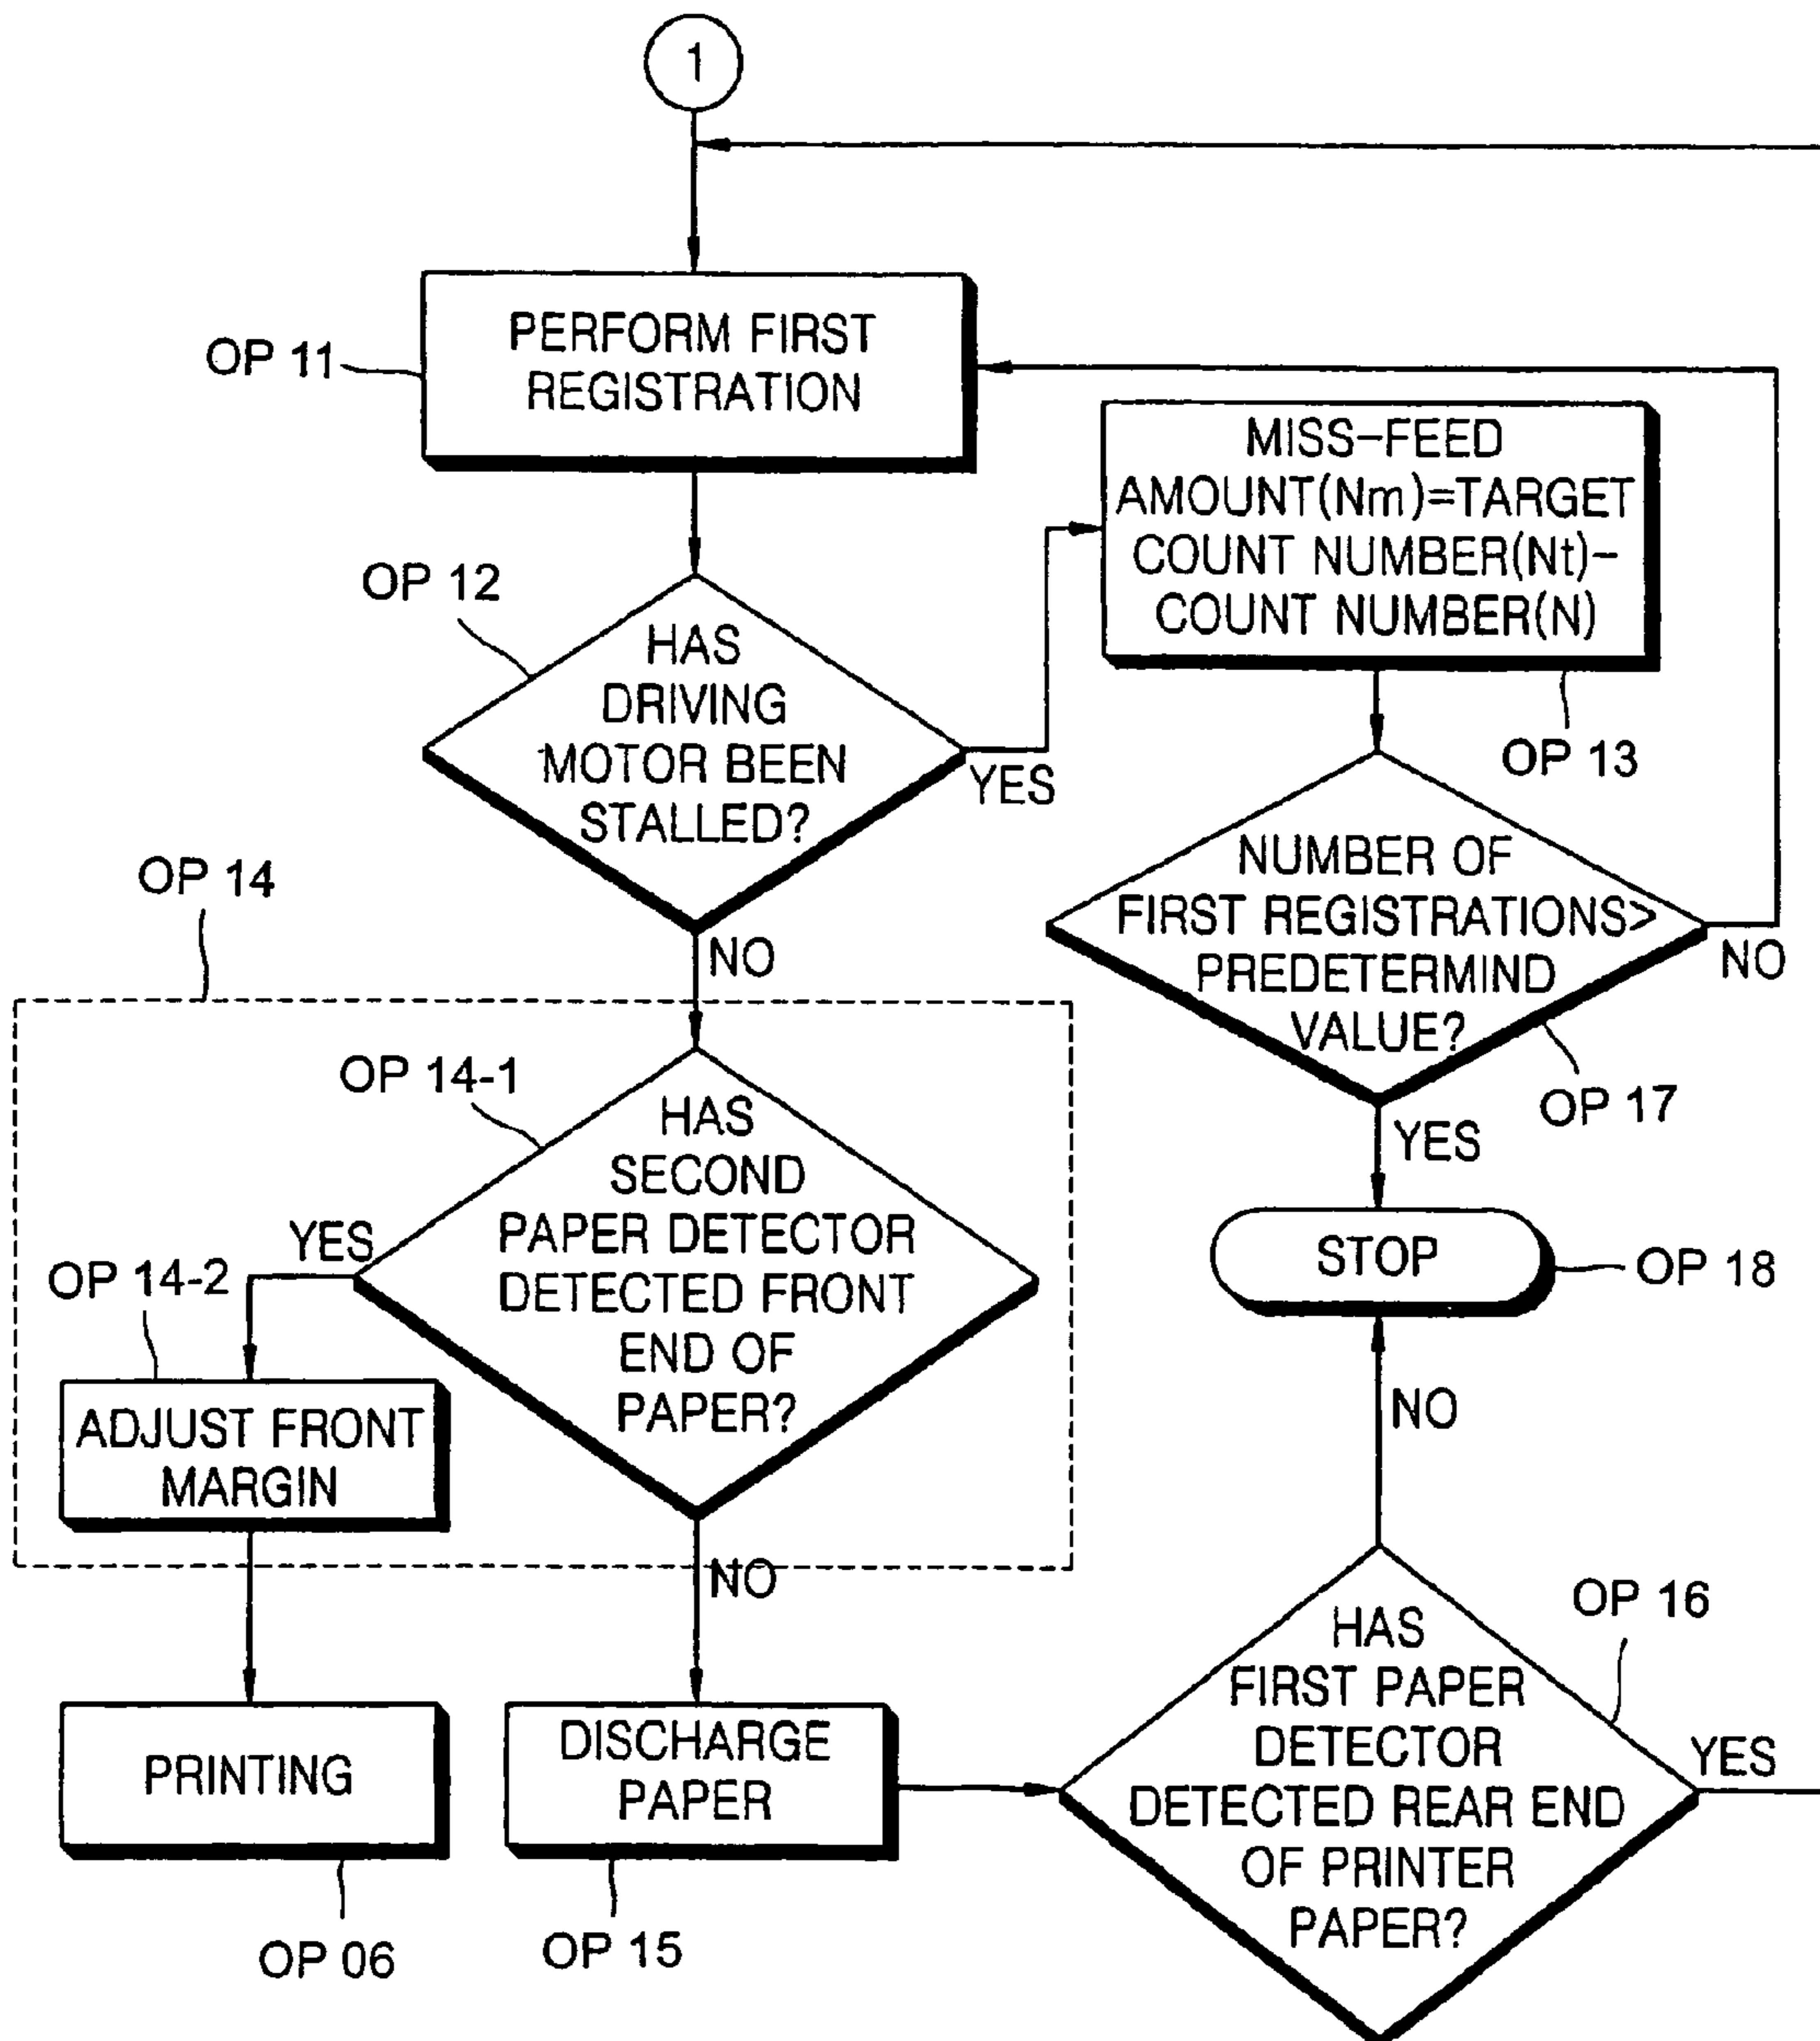 1
OP 11
PERFORM FIRST
REGISTRATION
OP 12
HAS
DRIVING
MOTOR BEEN
STALLED?
YES
NO
MISS-FEED
AMOUNT(Nm)=TARGET
COUNT NUMBER(Nt)-
COUNT NUMBER(N)
OP 13
NUMBER OF
FIRST REGISTRATIONS>
PREDETERMIND
VALUE?
NO
OP 17
YES
STOP
OP 18
OP 14
OP 14-1
HAS
SECOND
PAPER DETECTOR
DETECTED FRONT
END OF
PAPER?
YES
NO
OP 14-2
ADJUST FRONT
MARGIN
PRINTING
OP 06
DISCHARGE
PAPER
OP 15
NO
OP 16
HAS
FIRST PAPER
DETECTOR
DETECTED REAR END
OF PRINTER
PAPER?
YES